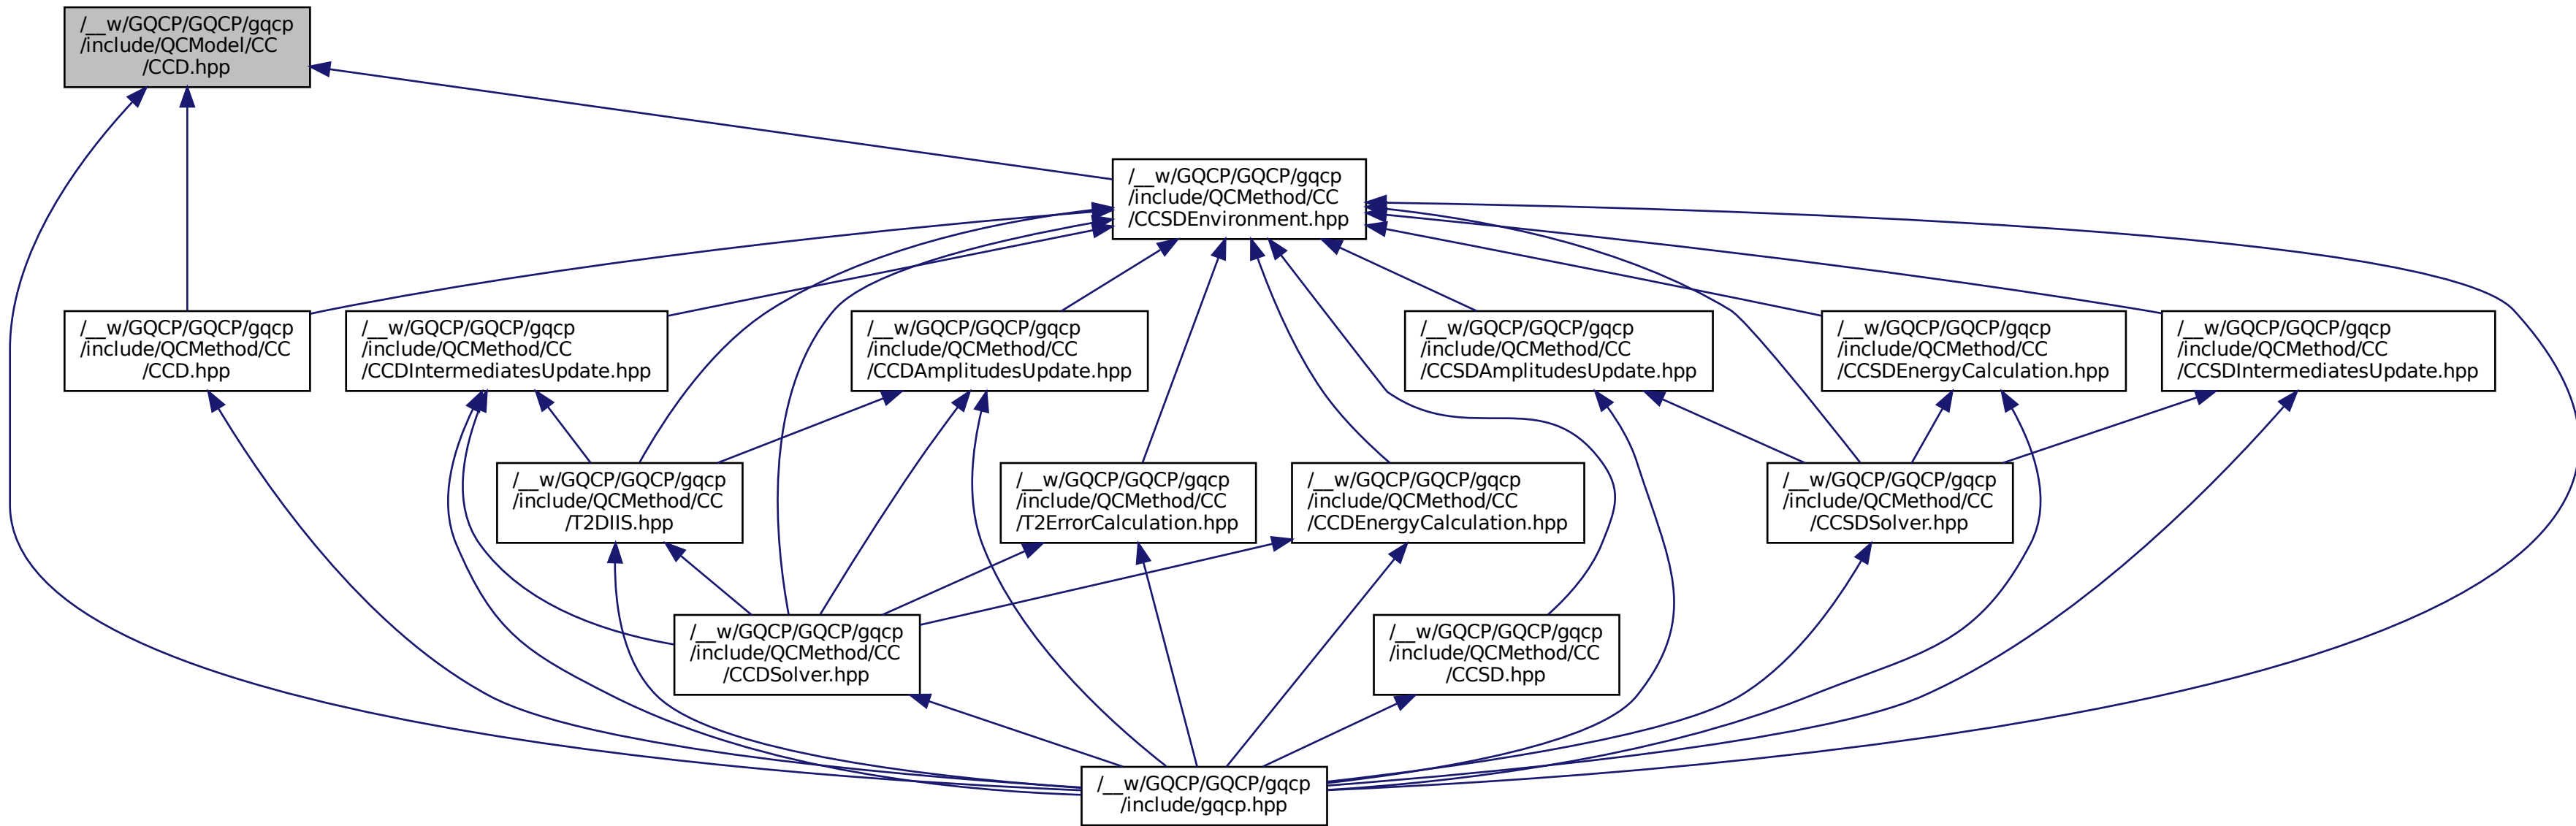 /__w/GQCP/GQCP/gqcp
/include/QCModel/CC
/CCD.hpp
/__w/GQCP/GQCP/gqcp
/include/QCMethod/CC
/CCSDEnvironment.hpp
/__w/GQCP/GQCP/gqcp
/include/QCMethod/CC
/CCD.hpp
/__w/GQCP/GQCP/gqcp
/include/QCMethod/CC
/CCDIntermediatesUpdate.hpp
/__w/GQCP/GQCP/gqcp
/include/QCMethod/CC
/CCDAmplitudesUpdate.hpp
/__w/GQCP/GQCP/gqcp
/include/QCMethod/CC
/CCSDAmplitudesUpdate.hpp
/__w/GQCP/GQCP/gqcp
/include/QCMethod/CC
/CCSDEnergyCalculation.hpp
/__w/GQCP/GQCP/gqcp
/include/QCMethod/CC
/CCSDIntermediatesUpdate.hpp
/__w/GQCP/GQCP/gqcp
/include/QCMethod/CC
/T2DIIS.hpp
/__w/GQCP/GQCP/gqcp
/include/QCMethod/CC
/T2ErrorCalculation.hpp
/__w/GQCP/GQCP/gqcp
/include/QCMethod/CC
/CCDEnergyCalculation.hpp
/__w/GQCP/GQCP/gqcp
/include/QCMethod/CC
/CCSDSolver.hpp
/__w/GQCP/GQCP/gqcp
/include/QCMethod/CC
/CCDSolver.hpp
/__w/GQCP/GQCP/gqcp
/include/QCMethod/CC
/CCSD.hpp
/__w/GQCP/GQCP/gqcp
/include/gqcp.hpp